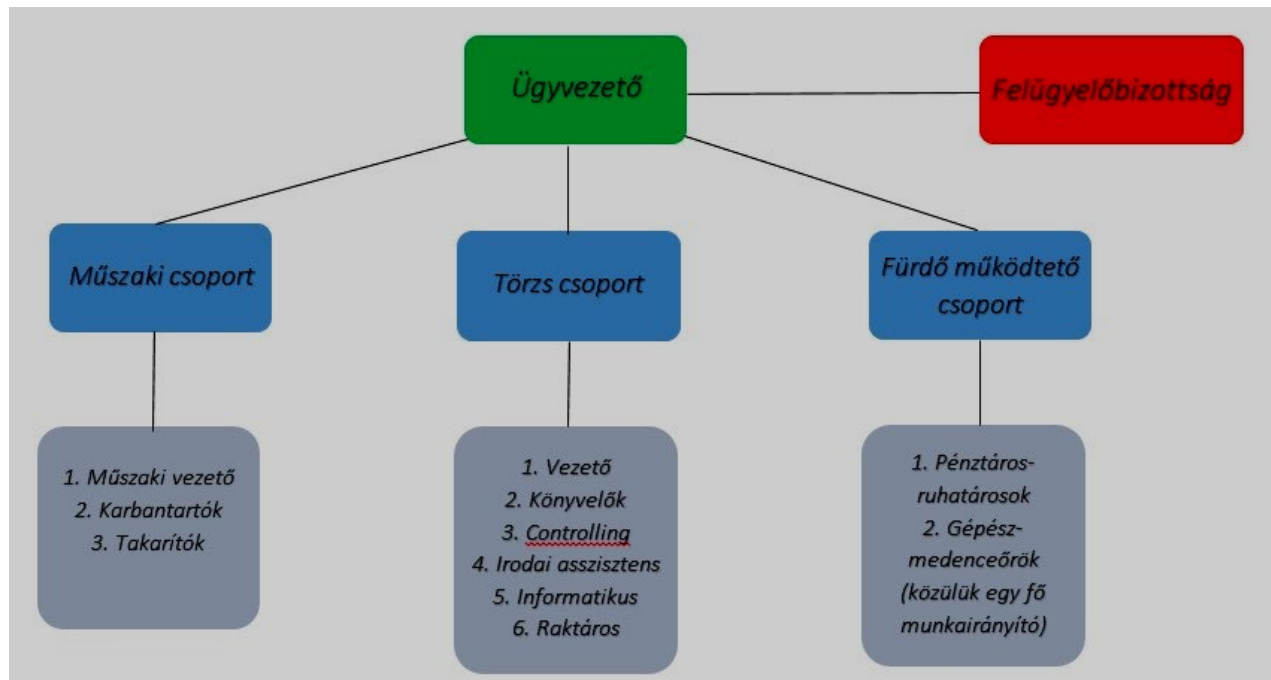 Ügyvezető
Felügyelőbizottság
Műszaki csoport
Törzs csoport
Fürdő működtető
csoport
1. Műszaki vezető
2. Karbantartók
3. Takarítók
1. Vezető
2. Könyvelők
3. Controlling
4. Irodai asszisztens
5. Informatikus
6. Raktáros
1. Pénztáros-
ruhatárosok
2. Gépész-
medenceőrök
(közülük egy fő
munkairányító)